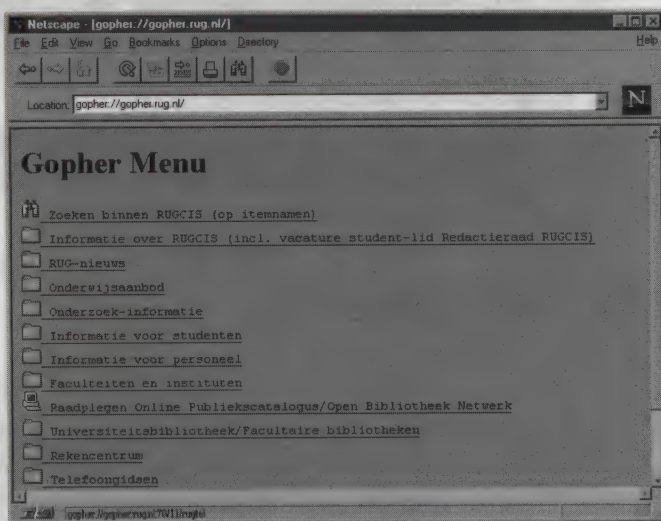 Netscape - [gopher://gopher.rug.nl/]
File Edit View Go Bookmarks Options Directory Help
Location: gopher://gopher.rug.nl/
N
Gopher Menu
Zoeken binnen RUGCIS (op itemnamen)
Informatie over RUGCIS (incl. vacature student-lid Redactieraad RUGCIS)
RUG-nieuws
Onderwijsaanbod
Onderzoek-informatie
Informatie voor studenten
Informatie voor personeel
Faculteiten en instituten
Raadplegen Online Publiekscatalogus/Open Bibliotheek Netwerk
Universiteitsbibliotheek/Facultaire bibliotheken
Rekencentrum
Telefoongidsen